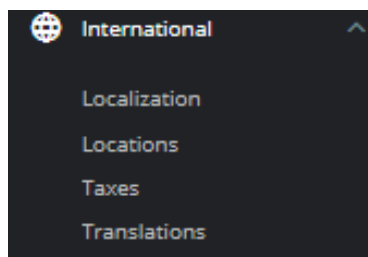 International
Localization
Locations
Taxes
Translations